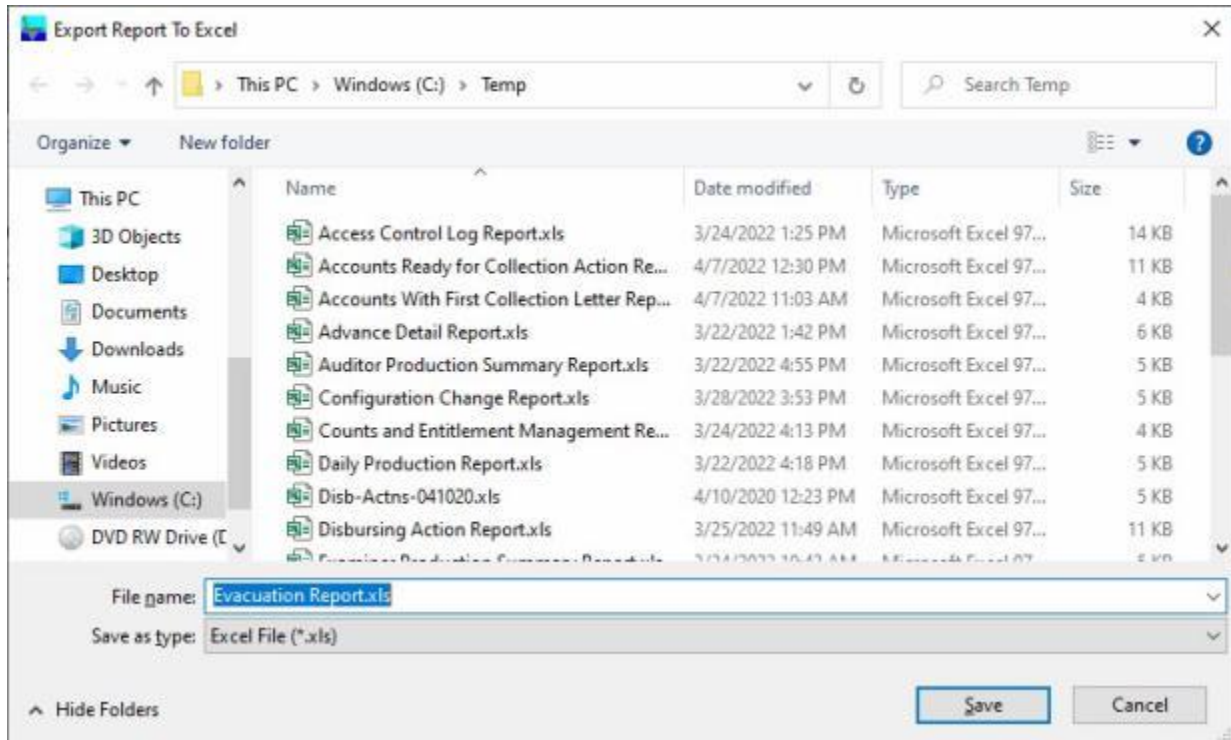 Export Report To Excel
This PC > Windows (C:) > Temp
Search Temp
Organize
New folder
Name Date modified Type Size
This PC
3D Objects
Desktop
Documents
Downloads
Music
Pictures
Videos
Windows (C:)
DVD RW Drive (D
Access Control Log Report.xls 3/24/2022 1:25 PM Microsoft Excel 97... 14 KB
Accounts Ready for Collection Action Re... 4/7/2022 12:30 PM Microsoft Excel 97... 11 KB
Accounts With First Collection Letter Rep... 4/7/2022 11:03 AM Microsoft Excel 97... 4 KB
Advance Detail Report.xls 3/22/2022 1:42 PM Microsoft Excel 97... 6 KB
Auditor Production Summary Report.xls 3/22/2022 4:55 PM Microsoft Excel 97... 5 KB
Configuration Change Report.xls 3/28/2022 3:53 PM Microsoft Excel 97... 5 KB
Counts and Entitlement Management Re... 3/24/2022 4:13 PM Microsoft Excel 97... 4 KB
Daily Production Report.xls 3/22/2022 4:18 PM Microsoft Excel 97... 5 KB
Disb-Actns-041020.xls 4/10/2020 12:23 PM Microsoft Excel 97... 5 KB
Disbursing Action Report.xls 3/25/2022 11:49 AM Microsoft Excel 97... 11 KB
File name: Evacuation Report.xls
Save as type: Excel File (*.xls)
Hide Folders
Save
Cancel